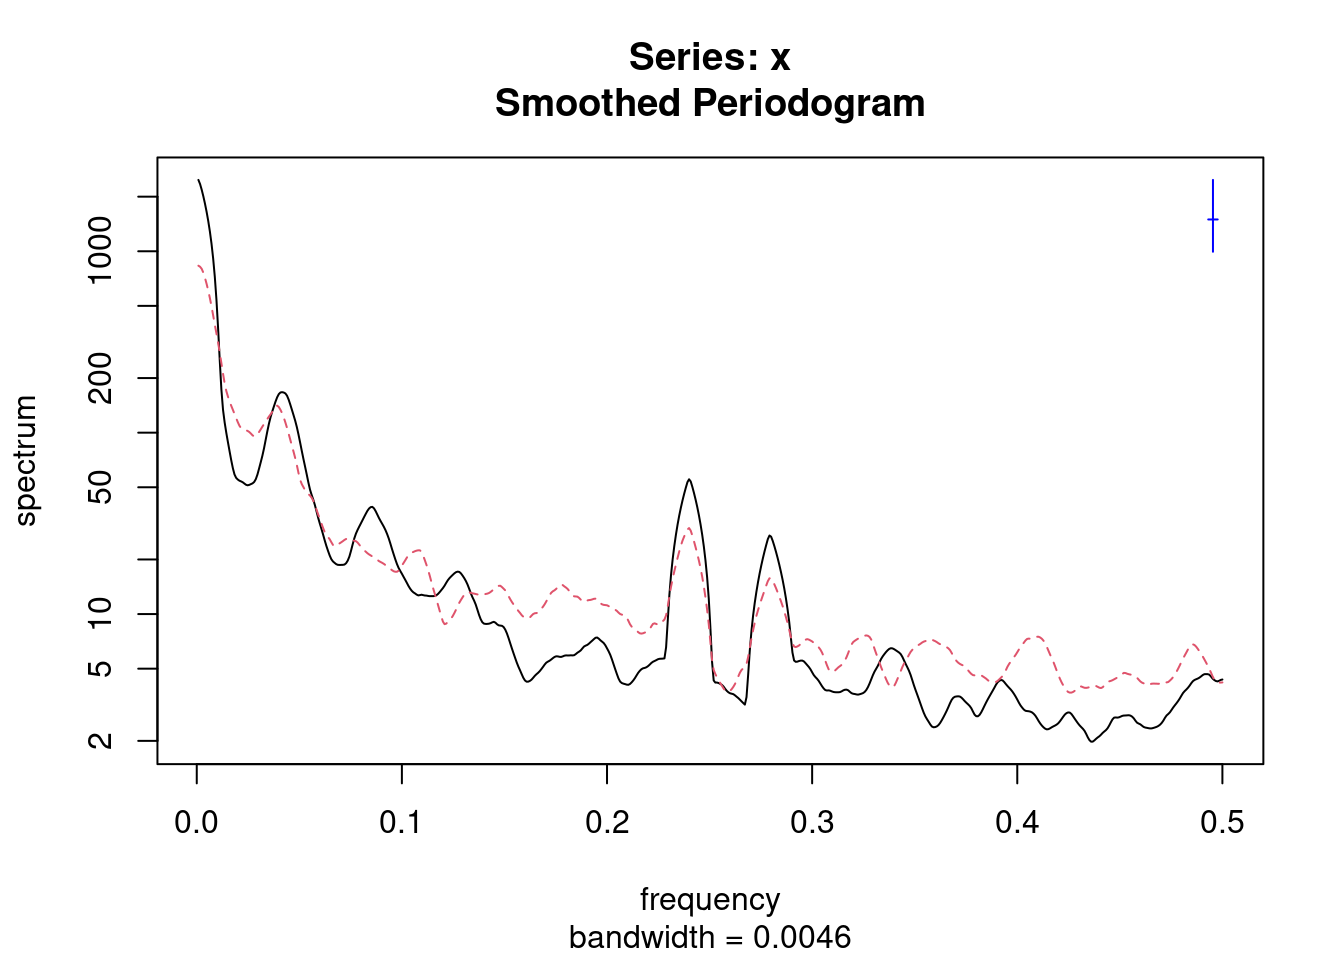 Series: x
Smoothed Periodogram
spectrum
1000
200
50
10
5
2
0.0 0.1 0.2 0.3 0.4 0.5
frequency
bandwidth = 0.0046